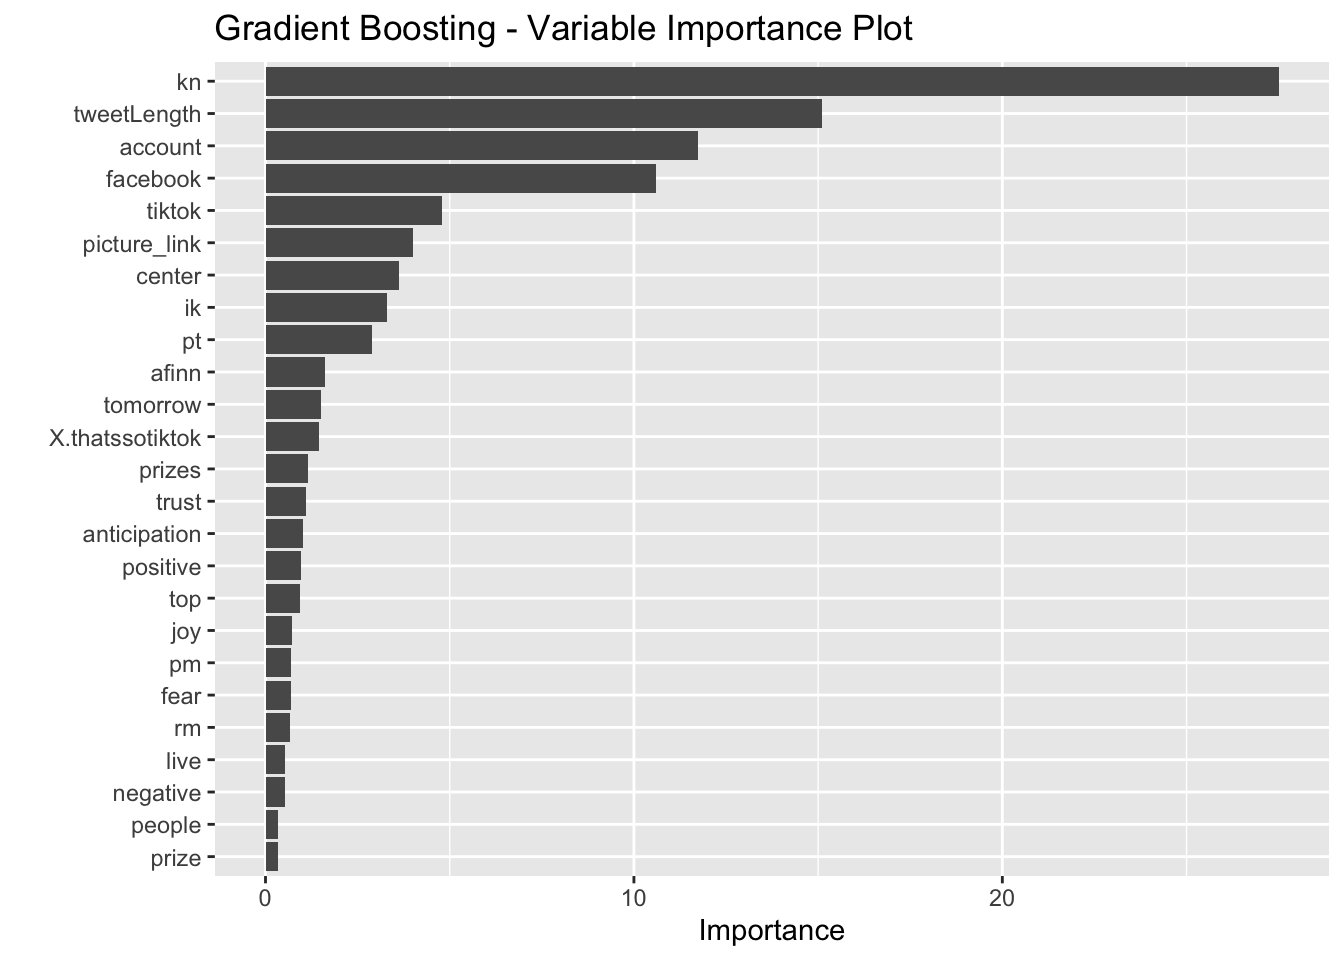 Gradient Boosting - Variable Importance Plot
kn
tweetLength
account
facebook
tiktok
picture_link
center
ik
pt
afinn
tomorrow
X.thatssotiktok
prizes
trust
anticipation
positive
top
joy
pm
fear
rm
live
negative
people
prize
0 10 20
Importance